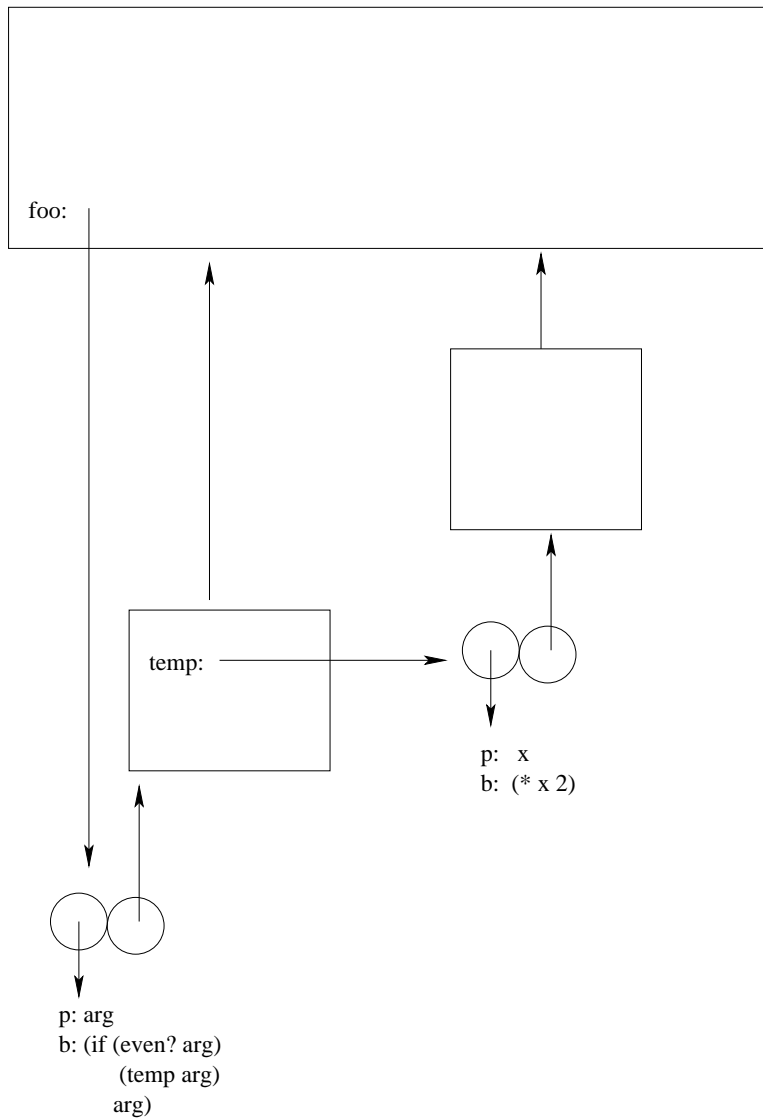 foo:
temp:
p: x
b: (* x 2)
p: arg
b: (if (even? arg)
(temp arg)
arg)